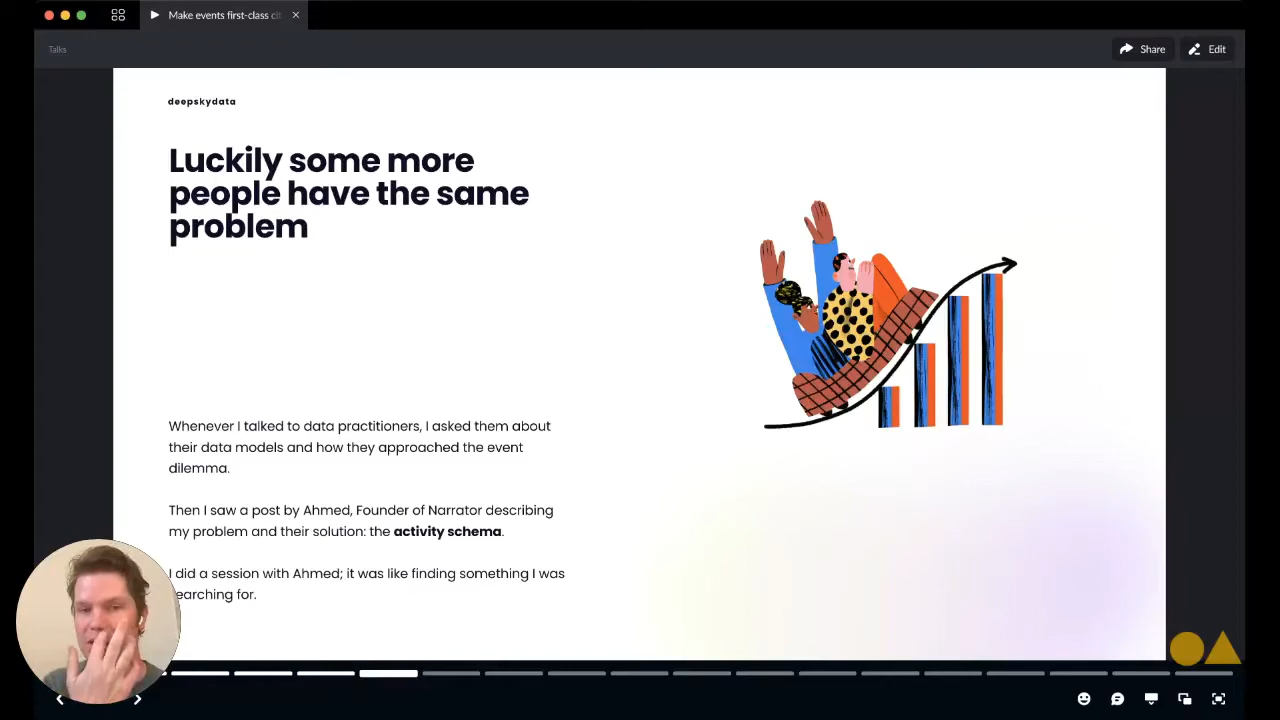 Make events first-class cit
Talks
Share
Edit
deepskydata
Luckily some more
people have the same
problem
Whenever I talked to data practitioners, I asked them about
their data models and how they approached the event
dilemma.
Then I saw a post by Ahmed, Founder of Narrator describing
my problem and their solution: the activity schema.
I did a session with Ahmed; it was like finding something I was
earching for.